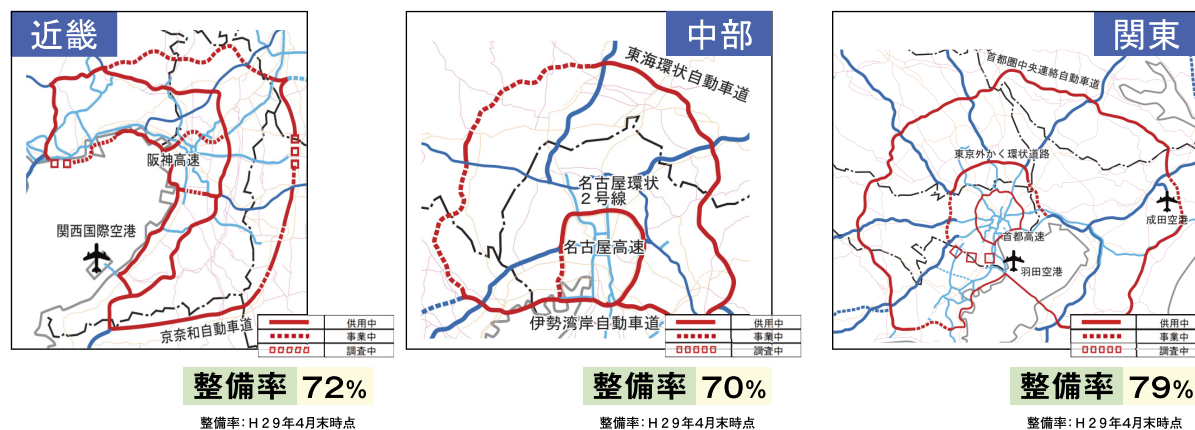 近畿
阪神高速
関西国際空港
京奈和自動車道
供用中
事業中
調査中
整備率 72%
整備率：H29年4月末時点
中部
東海環状自動車道
名古屋環状
2号線
名古屋高速
伊勢湾岸自動車道
供用中
事業中
調査中
整備率 70%
整備率：H29年4月末時点
関東
首都圏中央連絡自動車道
東京外かく環状道路
成田空港
首都高速
羽田空港
供用中
事業中
調査中
整備率 79%
整備率：H29年4月末時点